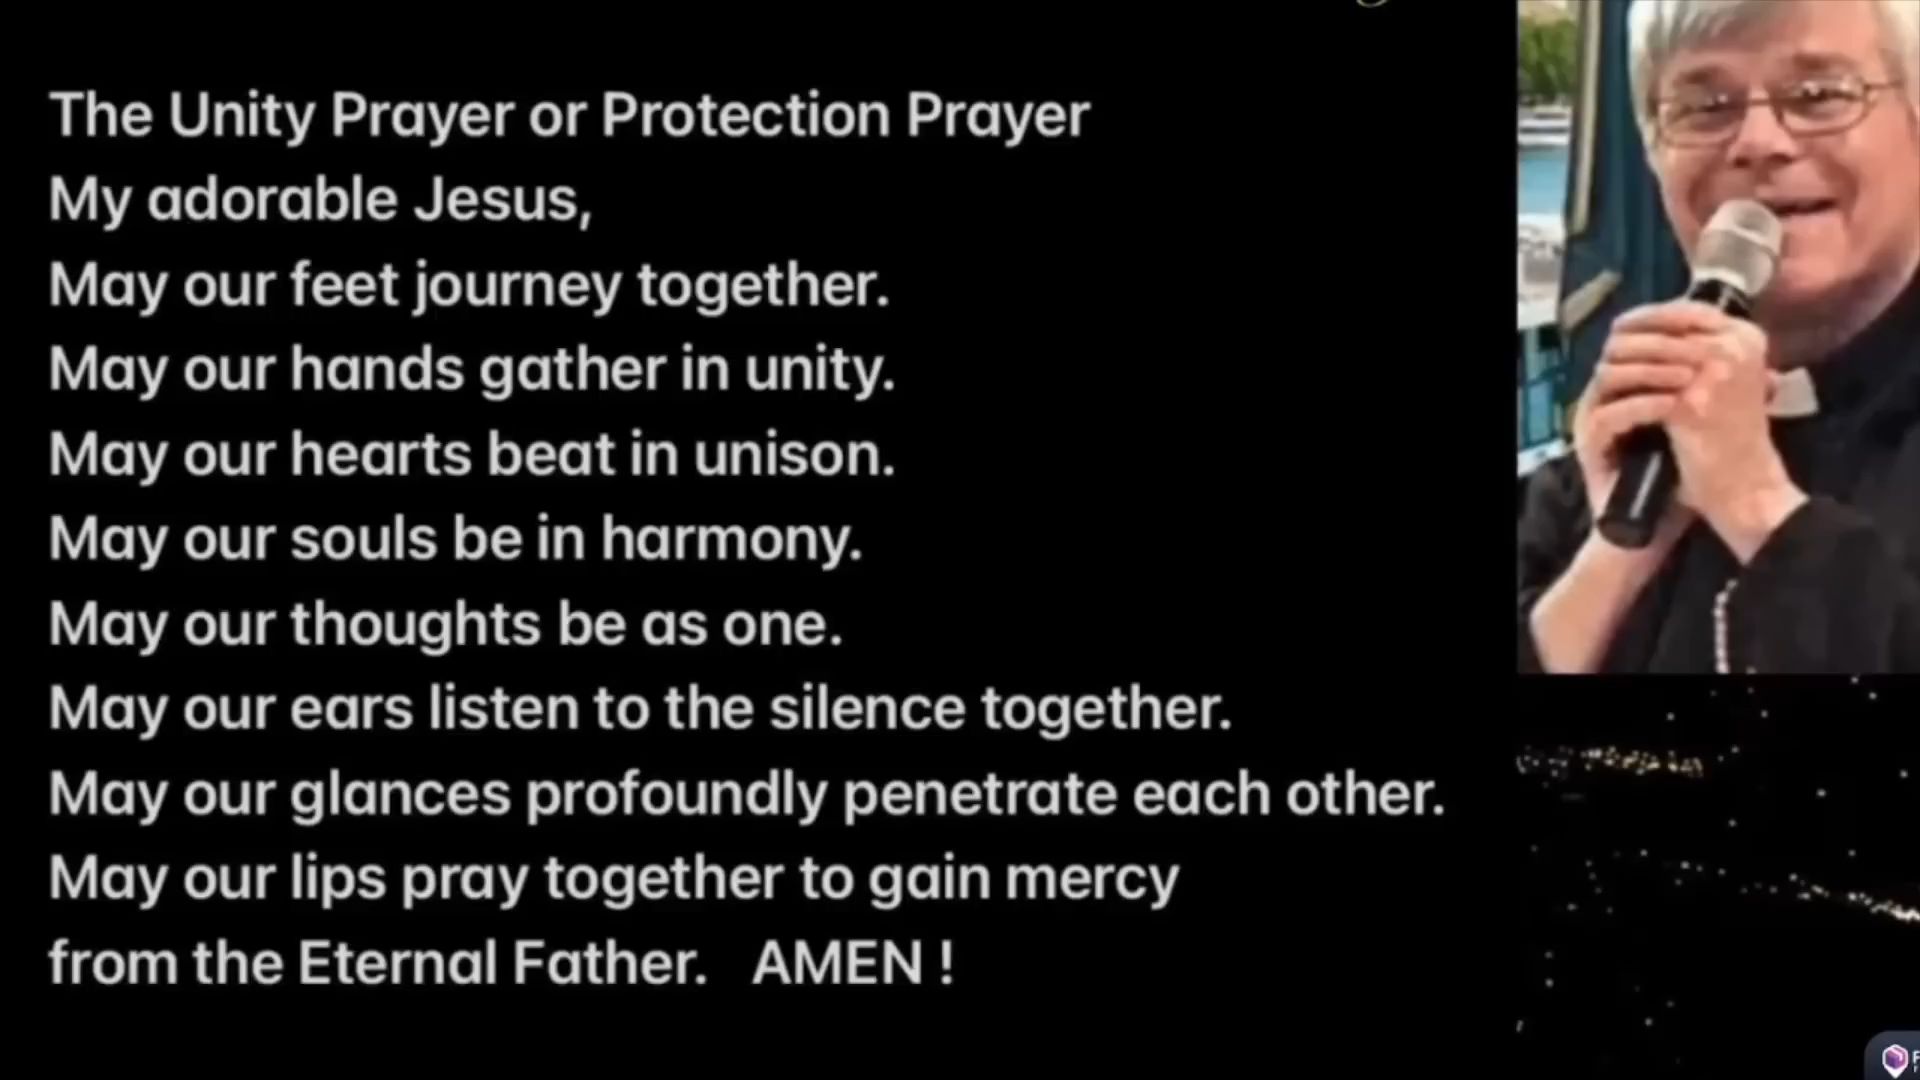 The Unity Prayer or Protection Prayer
My adorable Jesus,
May our feet journey together.
May our hands gather in unity.
May our hearts beat in unison.
May our souls be in harmony.
May our thoughts be as one.
May our ears listen to the silence together.
May our glances profoundly penetrate each other.
May our lips pray together to gain mercy
from the Eternal Father. AMEN !